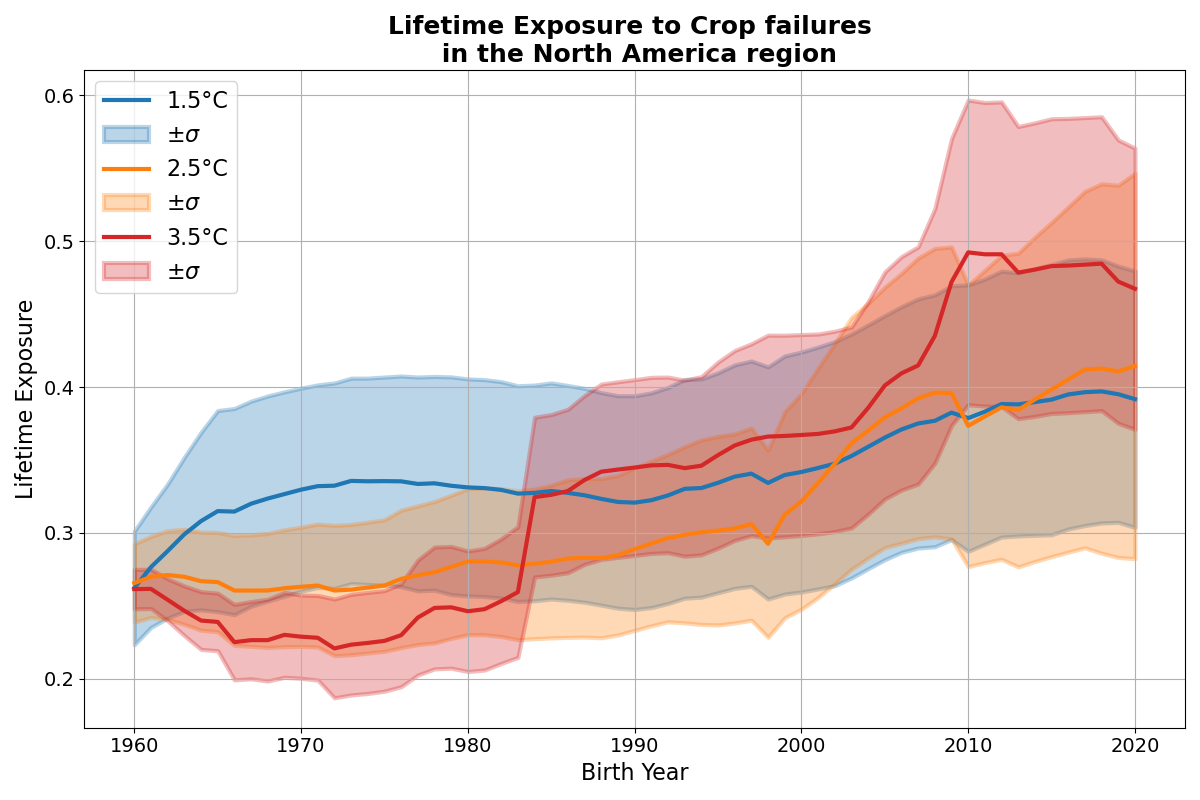 Lifetime Exposure to Crop failures
in the North America region
1.5°C
±σ
2.5°C
±σ
3.5°C
±σ
0.6
0.5
0.4
0.3
0.2
Lifetime Exposure
1960 1970 1980 1990 2000 2010 2020
Birth Year